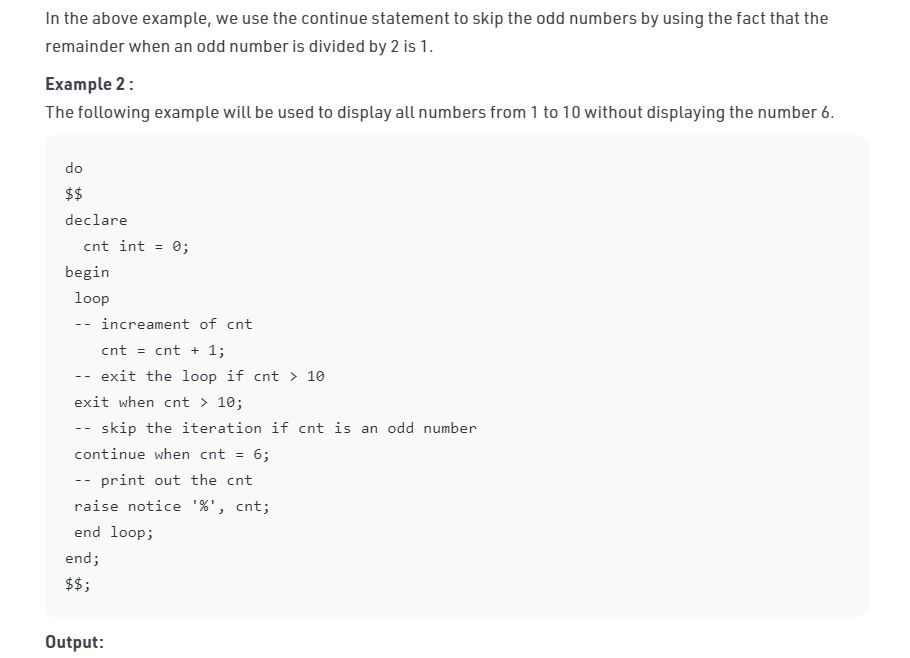 In the above example, we use the continue statement to skip the odd numbers by using the fact that the
remainder when an odd number is divided by 2 is 1.
Example 2 :
The following example will be used to display all numbers from 1 to 10 without displaying the number 6.
do
$$
declare
  cnt int = 0;
begin
 loop
 -- increament of cnt
    cnt = cnt + 1;
 -- exit the loop if cnt > 10
 exit when cnt > 10;
 -- skip the iteration if cnt is an odd number
 continue when cnt = 6;
 -- print out the cnt
 raise notice '%', cnt;
 end loop;
end;
$$;
Output: